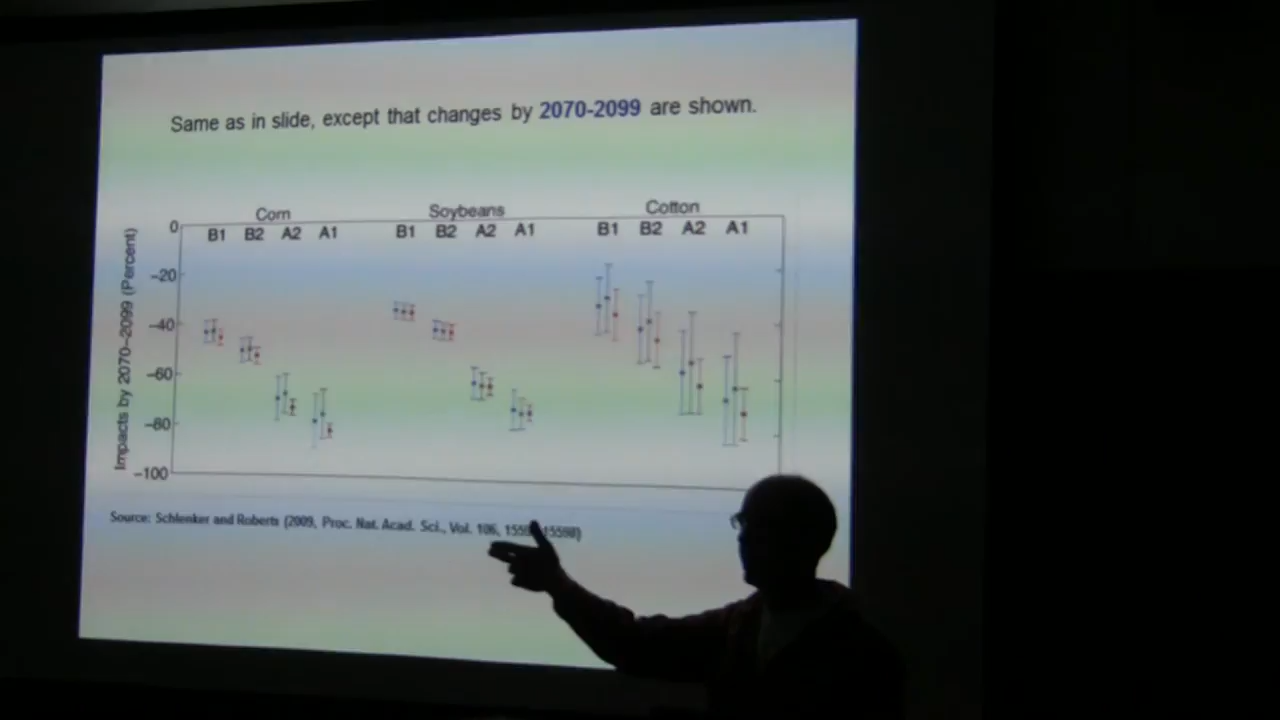 Same as in slide, except that changes by 2070-2099 are shown.
Corn Soybeans Cotton
B1 B2 A2 A1 B1 B2 A2 A1 B1 B2 A2 A1
Impacts by 2070–2099 (Percent)
0
−20
−40
−60
−80
−100
Source: Schlenker and Roberts (2009, Proc. Nat. Acad. Sci., Vol. 106,